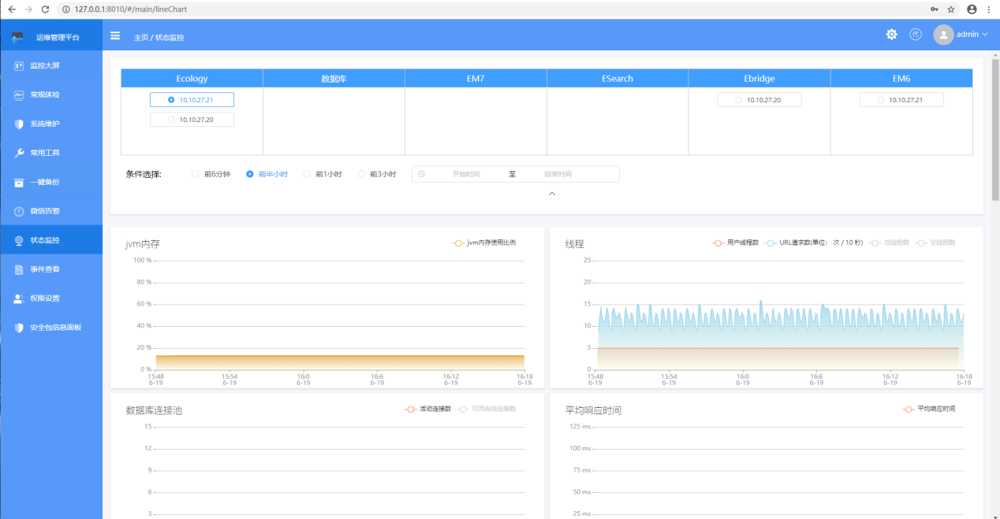 127.0.0.1:8010/#/main/lineChart
运维管理平台
主页 / 状态监控
代
admin
监控大屏
常规体检
系统维护
常用工具
一键备份
微信告警
状态监控
事件查看
权限设置
安全包信息面板
Ecology 数据库 EM7 ESearch Ebridge EM6
10.10.27.21 10.10.27.20 10.10.27.21
10.10.27.20
条件选择: 前6分钟 前半小时 前1小时 前3小时 开始时间 至 结束时间
jvm内存
jvm内存使用比例
100 %
80 %
60 %
40 %
20 %
0 %
15:48 15:54 16:0 16:6 16:12 16:18
6-19 6-19 6-19 6-19 6-19 6-19
线程
用户线程数 URL请求数(单位: 次 / 10 秒) 总线程数 空线程数
25
20
15
10
5
0
15:48 15:54 16:0 16:6 16:12 16:18
6-19 6-19 6-19 6-19 6-19 6-19
数据库连接池
活动连接数 可用有效连接数
15
12
9
6
3
平均响应时间
平均响应时间
125 ms
100 ms
75 ms
50 ms
25 ms